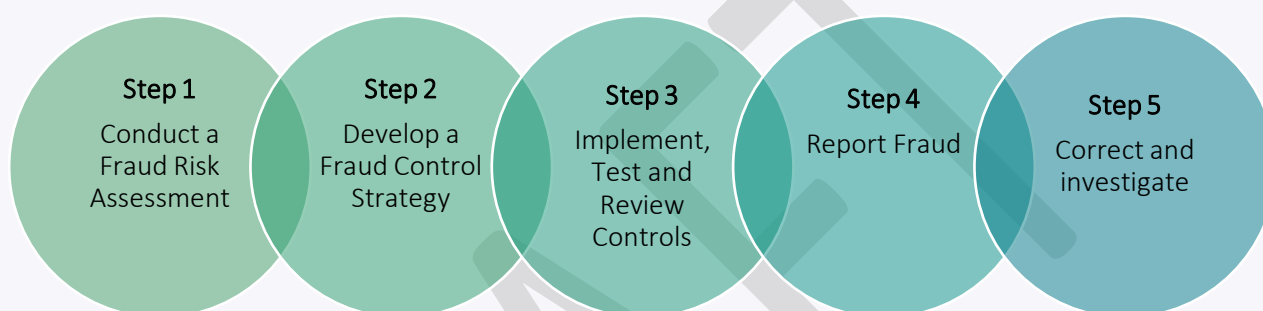 Step 1
Conduct a
Fraud Risk
Assessment
Step 2
Develop a
Fraud Control
Strategy
Step 3
Implement,
Test and
Review
Controls
Step 4
Report Fraud
Step 5
Correct and
investigate